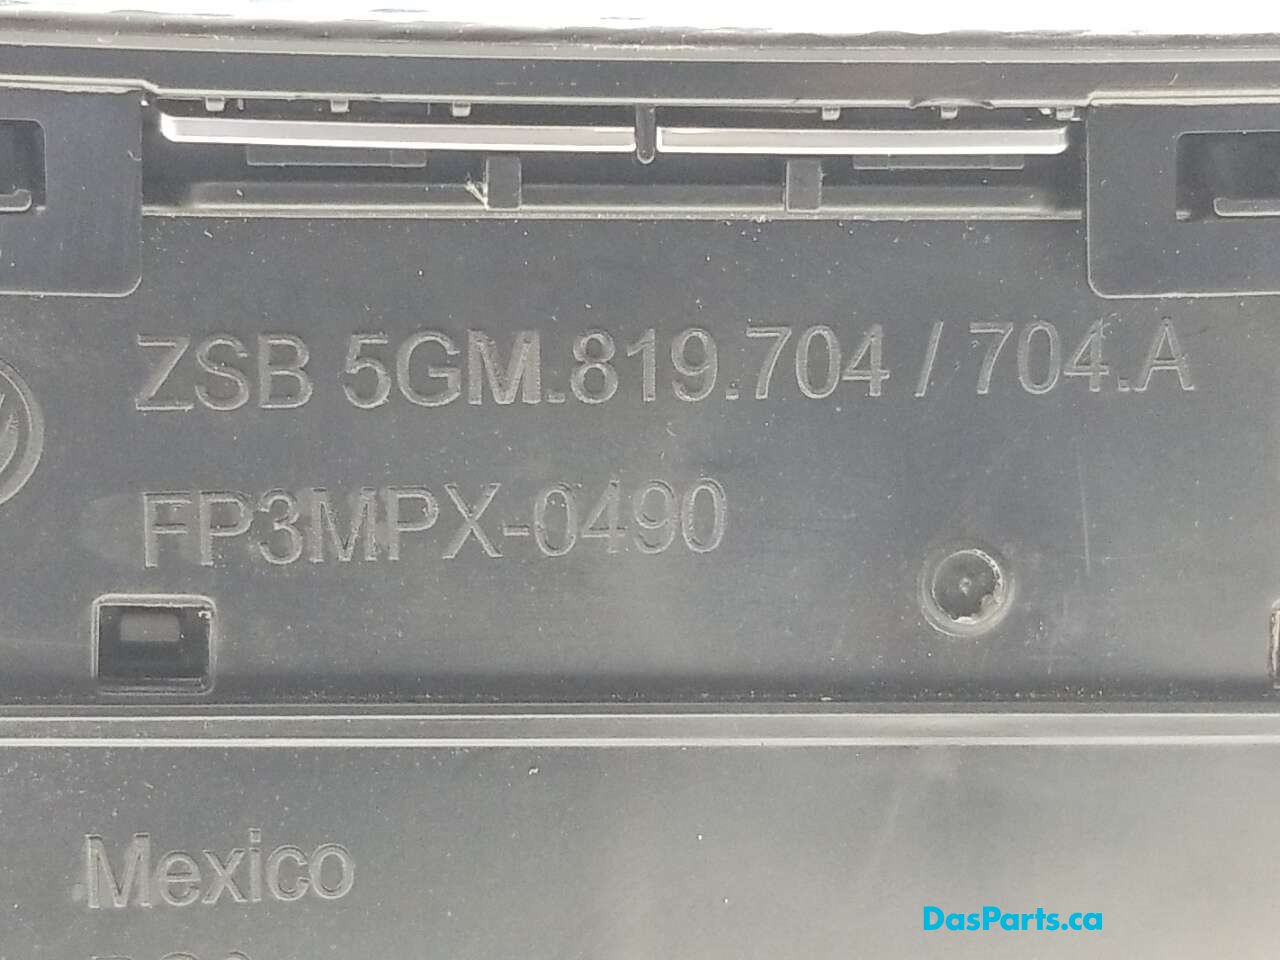 ZSB 5GM.819.704 / 704.A
FP3MPX-0490
Mexico
DasParts.ca